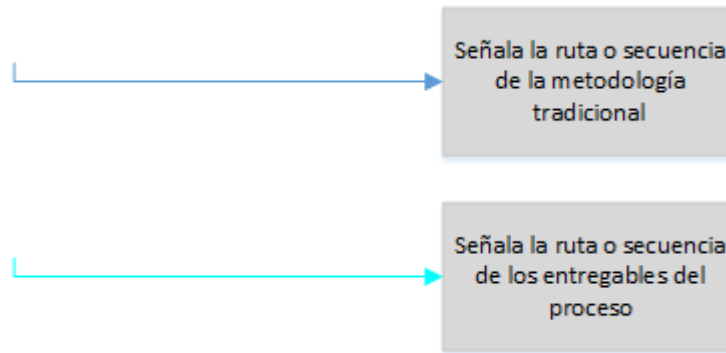 Señala la ruta o secuencia
de la metodología
tradicional
Señala la ruta o secuencia
de los entregables del
proceso